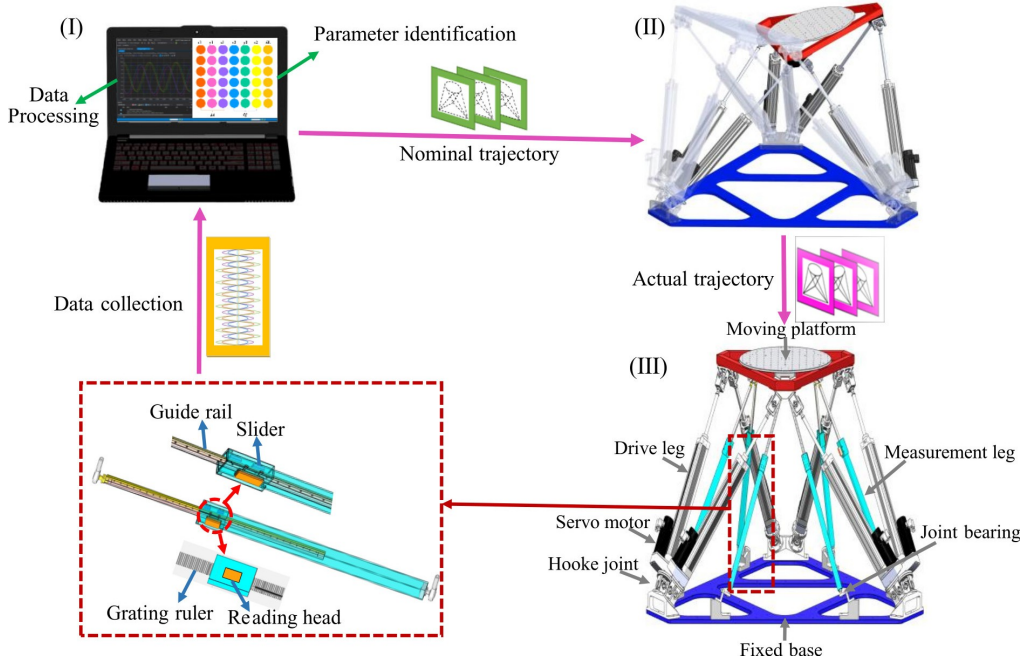 (I)
Parameter identification
Data
Processing
Nominal trajectory
(II)
Data collection
Actual trajectory
Moving platform
(III)
Guide rail
Slider
Grating ruler
Reading head
Drive leg
Measurement leg
Servo motor
Joint bearing
Hooke joint
Fixed base